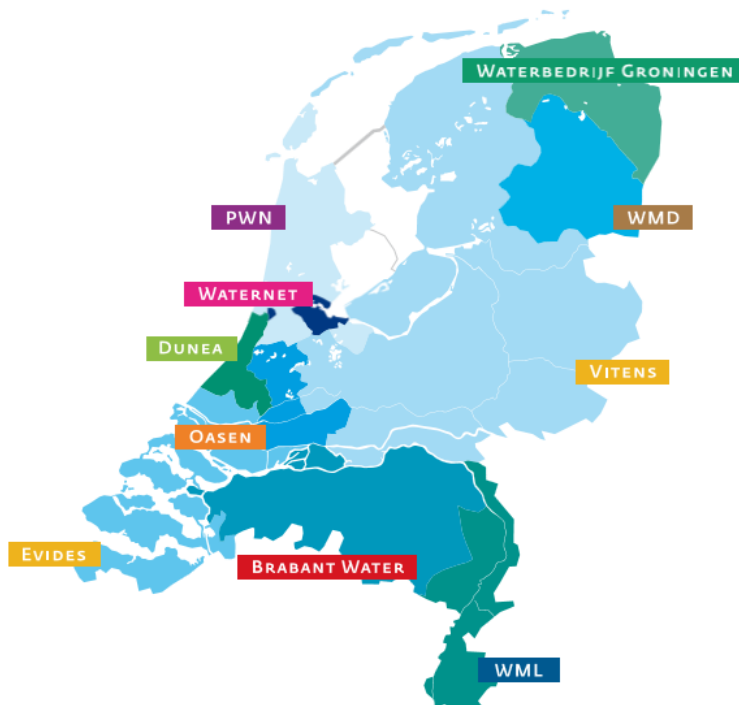 WATERBEDRIJF GRONINGEN
PWN
WMD
WATERNET
DUNEA
VITENS
OASEN
EVIDES
BRABANT WATER
WML